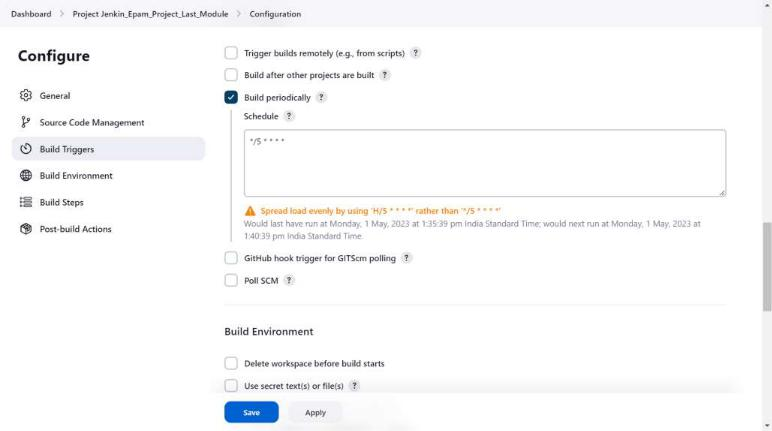 Dashboard > Project Jenkin_Epam_Project_Last_Module > Configuration
Configure
General
Source Code Management
Build Triggers
Build Environment
Build Steps
Post-build Actions
Trigger builds remotely (e.g., from scripts) ?
Build after other projects are built ?
Build periodically ?
Schedule ?
*/5 * * * *
Spread load evenly by using 'H/5 * * * *' rather than '*/5 * * * *'
Would last have run at Monday, 1 May, 2023 at 1:35:39 pm India Standard Time; would next run at Monday, 1 May, 2023 at
1:40:39 pm India Standard Time.
GitHub hook trigger for GITScm polling ?
Poll SCM ?
Build Environment
Delete workspace before build starts
Use secret text(s) or file(s) ?
Save
Apply